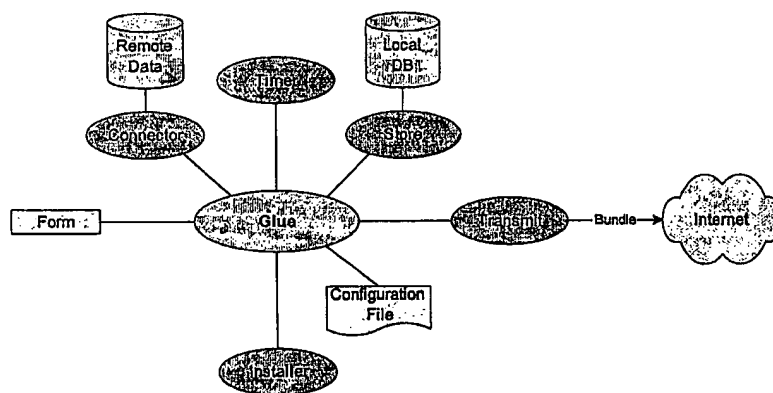 Remote
Data
Local
DB
Timer
Connector
Store
Form
Glue
Transmit
Bundle
Internet
Configuration
File
Installer